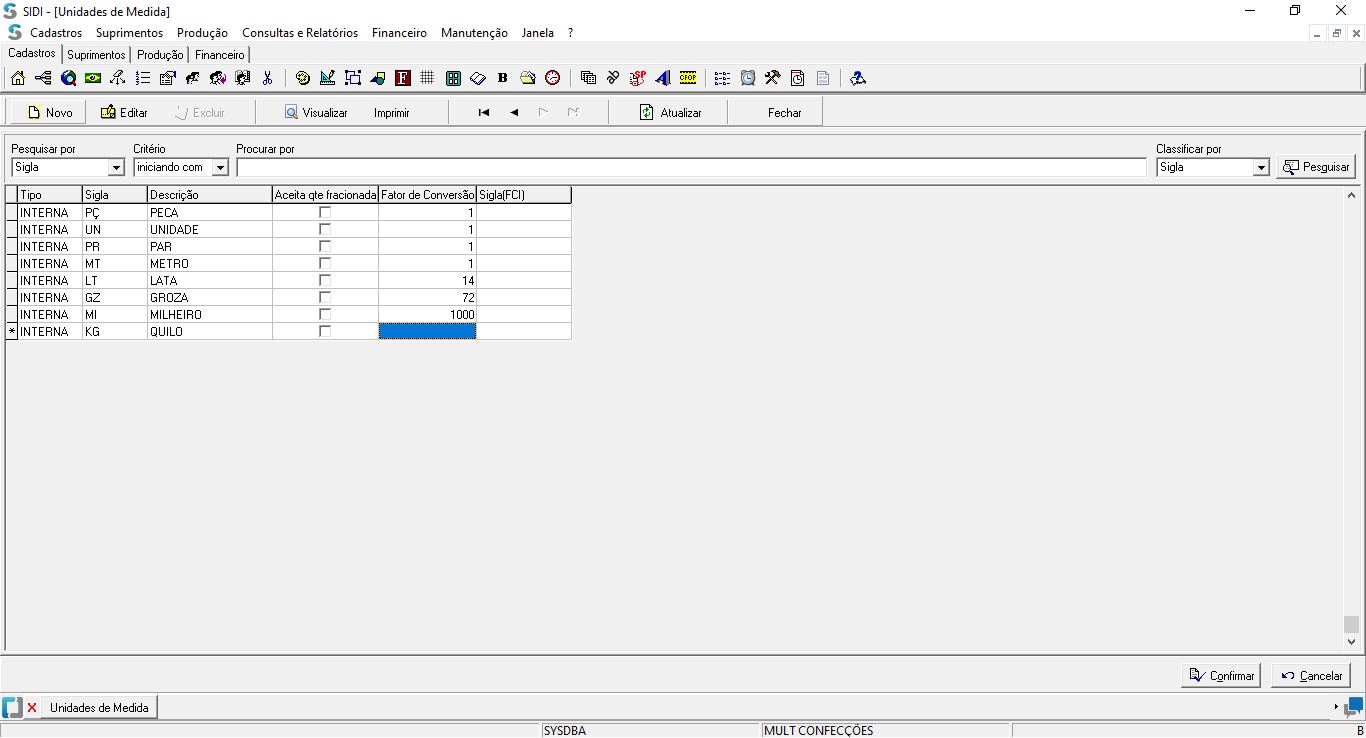 SIDI - [Unidades de Medida]
Cadastros Suprimentos Produção Consultas e Relatórios Financeiro Manutenção Janela ?
Cadastros Suprimentos Produção Financeiro
F B SP CFOP
Novo Editar Excluir Visualizar Imprimir Atualizar Fechar
Pesquisar por Critério Procurar por Classificar por
Sigla iniciando com Sigla Pesquisar
Tipo Sigla Descrição Aceita qte fracionada Fator de Conversão Sigla(FCI)
INTERNA PÇ PECA 1
INTERNA UN UNIDADE 1
INTERNA PR PAR 1
INTERNA MT METRO 1
INTERNA LT LATA 14
INTERNA GZ GROZA 72
INTERNA MI MILHEIRO 1000
* INTERNA KG QUILO
Confirmar Cancelar
Unidades de Medida
SYSDBA MULT CONFECÇÕES B